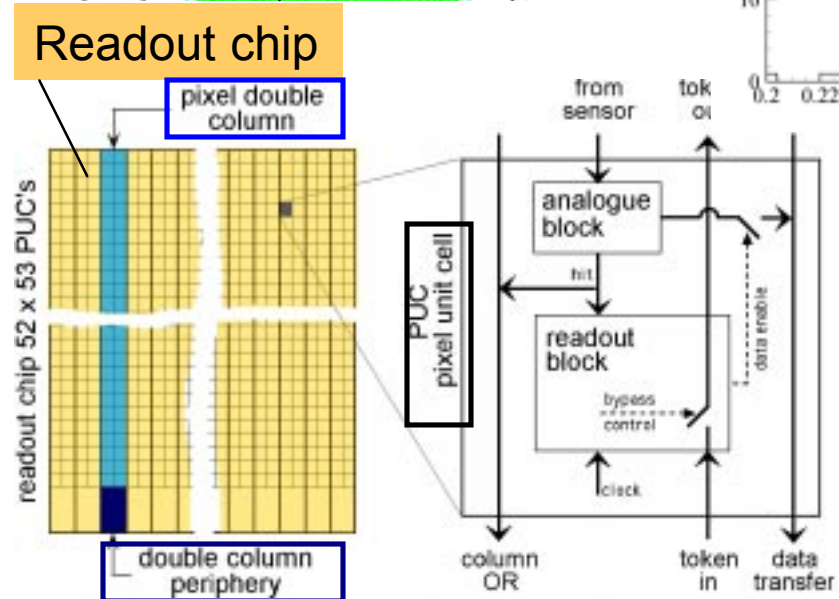 10
0.2 0.22
Readout chip
pixel double
column
readout chip 52 x 53 PUC's
double column
periphery
from
sensor
PUC
pixel unit cell
analogue
block
hit
readout
block
bypass
control
clock
data enable
column
OR
token
in
data
transfer